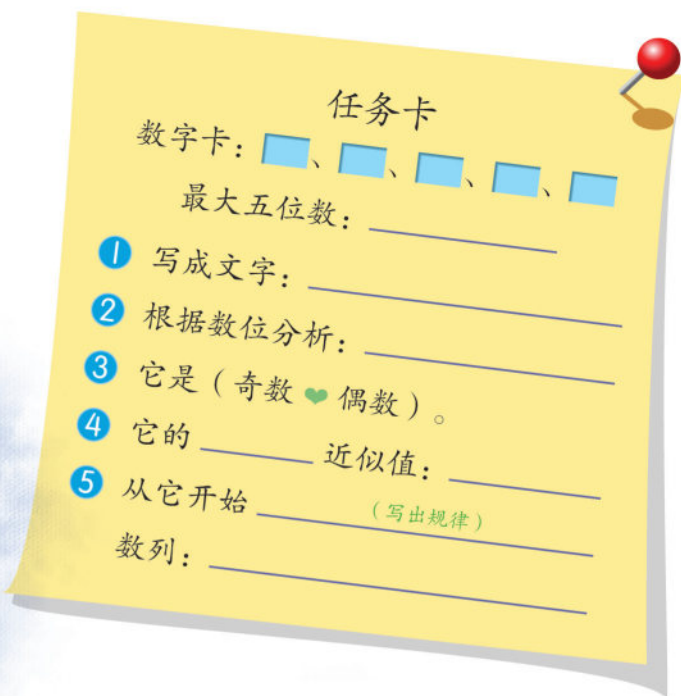 任务卡
数字卡：、、、、
最大五位数：
1 写成文字：
2 根据数位分析：
3 它是（奇数 偶数）。
4 它的 近似值：
5 从它开始 （写出规律）
数列：